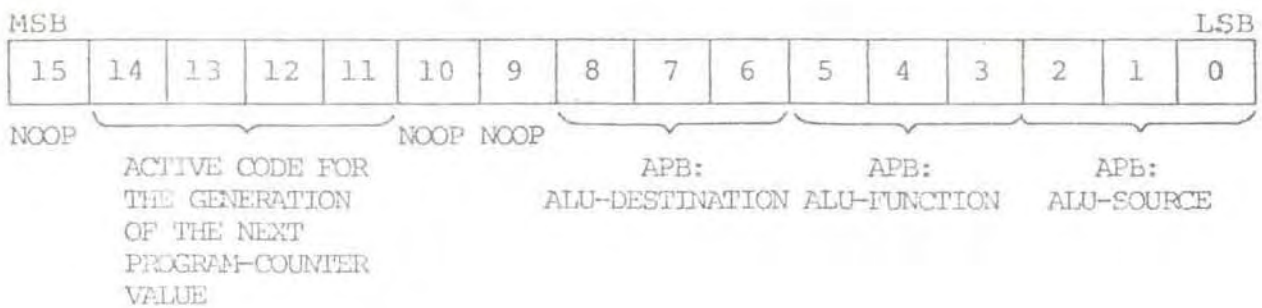 MSB LSB
15 14 13 12 11 10 9 8 7 6 5 4 3 2 1 0
NOOP NOOP NOOP
ACTIVE CODE FOR
THE GENERATION
OF THE NEXT
PROGRAM-COUNTER
VALUE
APB: APB: APB:
ALU-DESTINATION ALU-FUNCTION ALU-SOURCE